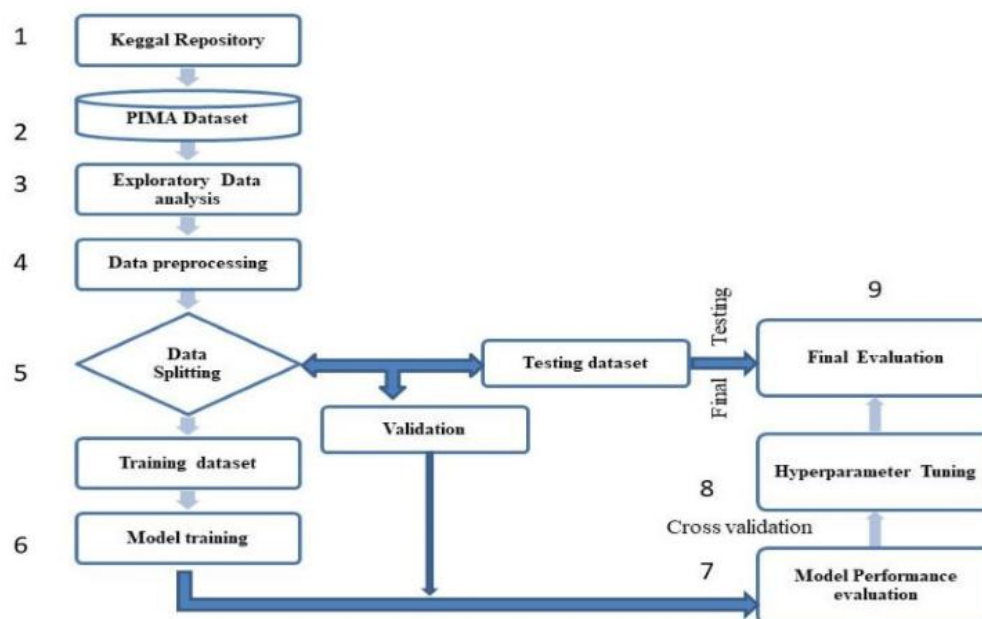 1
Keggal Repository
2
PIMA Dataset
3
Exploratory Data
analysis
4
Data preprocessing
5
Data
Splitting
Testing dataset
Final Testing
9
Final Evaluation
Validation
Training dataset
8
Hyperparameter Tuning
Cross validation
6
Model training
7
Model Performance
evaluation